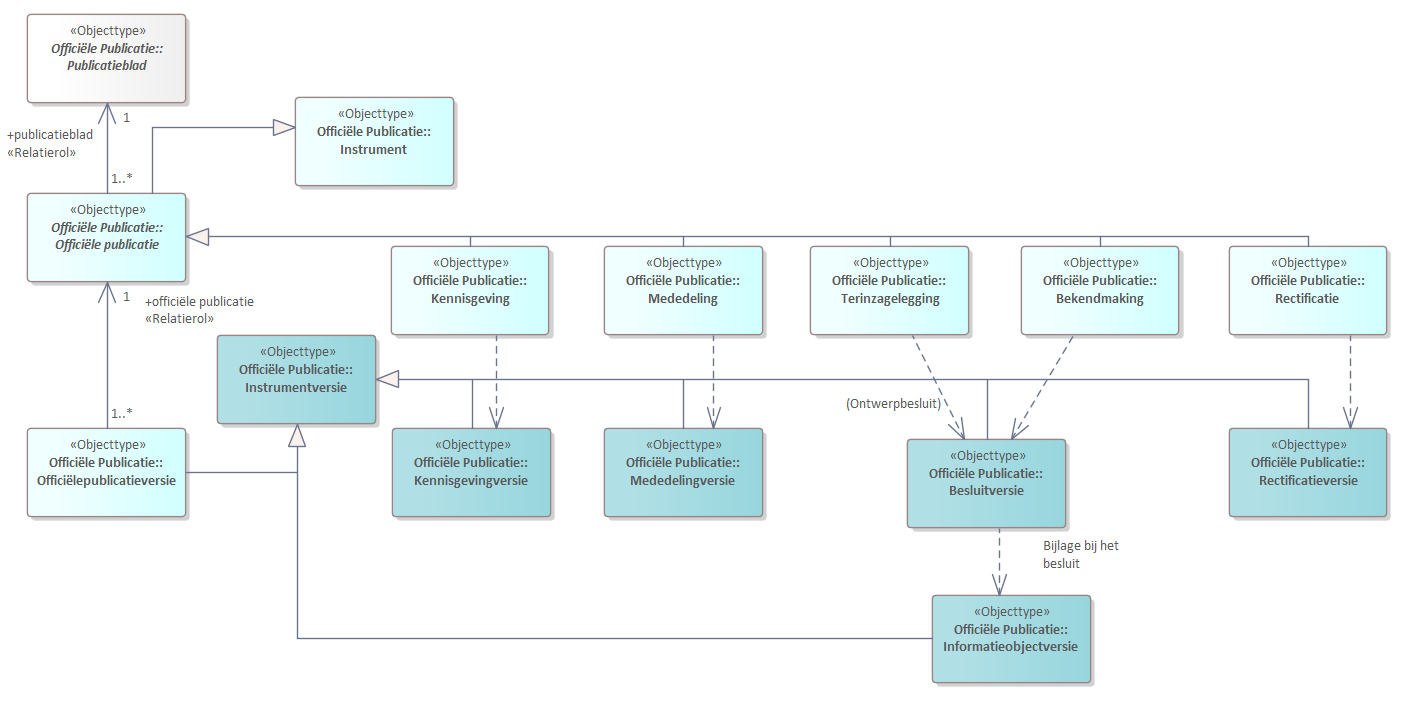 «Objecttype»
Officiële Publicatie::
Publicatieblad
1
+publicatieblad
«Relatierol»
1..*
«Objecttype»
Officiële Publicatie::
Instrument
«Objecttype»
Officiële Publicatie::
Officiële publicatie
«Objecttype»
Officiële Publicatie::
Kennisgeving
«Objecttype»
Officiële Publicatie::
Mededeling
«Objecttype»
Officiële Publicatie::
Terinzagelegging
«Objecttype»
Officiële Publicatie::
Bekendmaking
«Objecttype»
Officiële Publicatie::
Rectificatie
1
+officiële publicatie
«Relatierol»
«Objecttype»
Officiële Publicatie::
Instrumentversie
(Ontwerpbesluit)
1..*
«Objecttype»
Officiële Publicatie::
Officiëlepublicatieversie
«Objecttype»
Officiële Publicatie::
Kennisgevingversie
«Objecttype»
Officiële Publicatie::
Mededelingversie
«Objecttype»
Officiële Publicatie::
Besluitversie
«Objecttype»
Officiële Publicatie::
Rectificatieversie
Bijlage bij het
besluit
«Objecttype»
Officiële Publicatie::
Informatieobjectversie